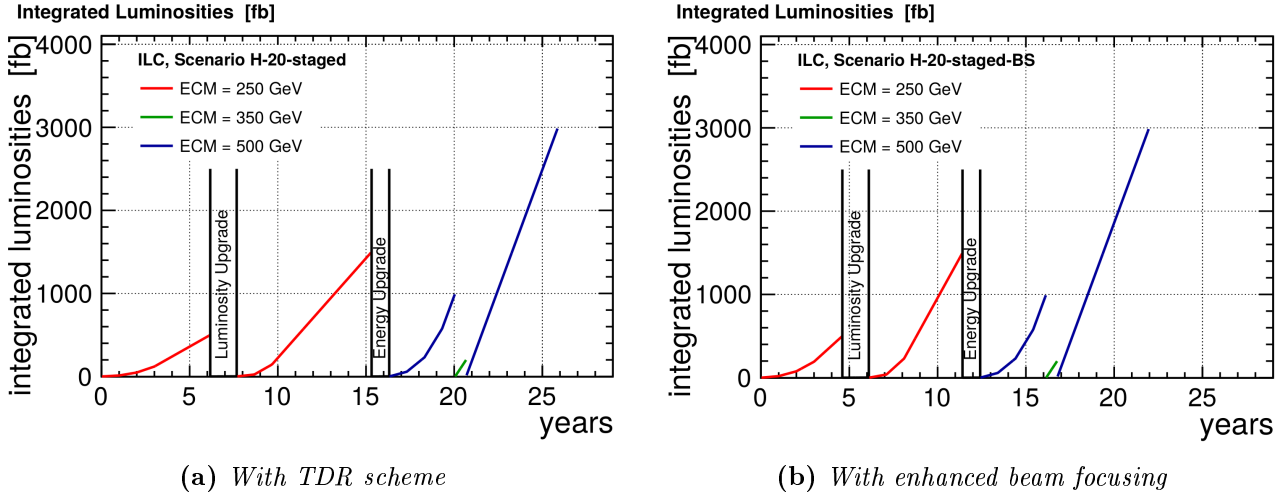 Integrated Luminosities [fb]
integrated luminosities [fb]
4000
3000
2000
1000
0
ILC, Scenario H-20-staged
ECM = 250 GeV
ECM = 350 GeV
ECM = 500 GeV
Luminosity Upgrade
Energy Upgrade
0 5 10 15 20 25
years
(a) With TDR scheme
Integrated Luminosities [fb]
integrated luminosities [fb]
4000
3000
2000
1000
0
ILC, Scenario H-20-staged-BS
ECM = 250 GeV
ECM = 350 GeV
ECM = 500 GeV
Luminosity Upgrade
Energy Upgrade
0 5 10 15 20 25
years
(b) With enhanced beam focusing